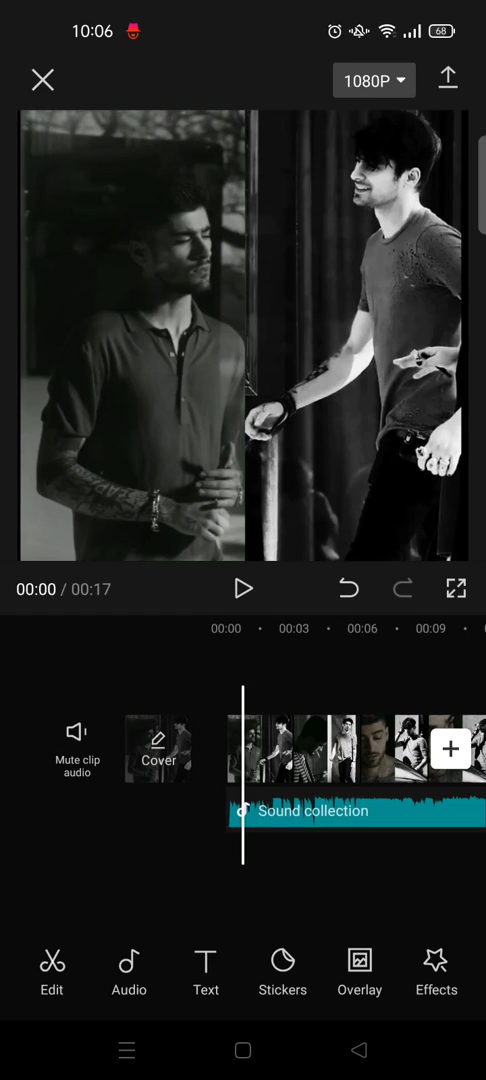 10:06
68
1080P
00:00 / 00:17
00:00 00:03 00:06 00:09
Mute clip
audio
Cover
Sound collection
Edit Audio Text Stickers Overlay Effects